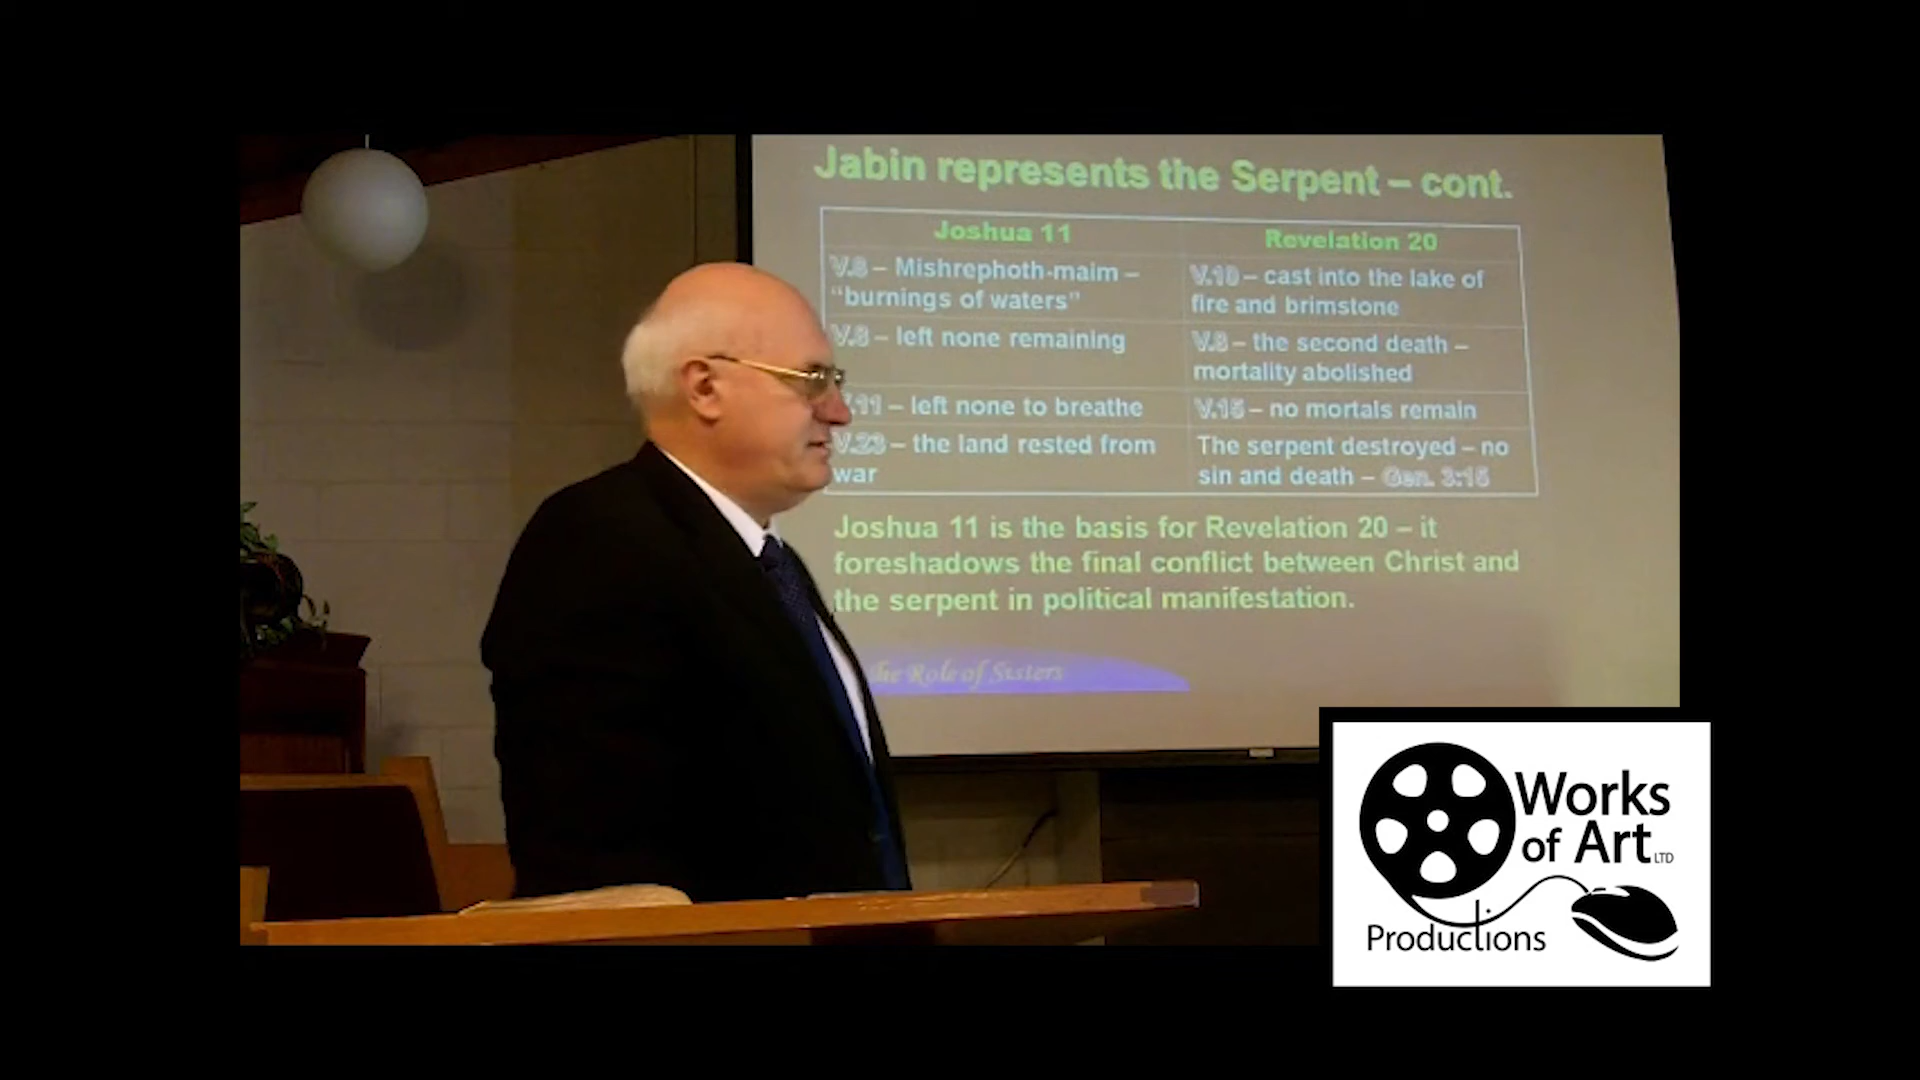 Jabin represents the Serpent – cont.
Joshua 11
Revelation 20
V.8 – Mishrephoth-maim –
“burnings of waters”
V.10 – cast into the lake of
fire and brimstone
V.8 – left none remaining
– the second death –
mortality abolished
.11 – left none to breathe
V.15 – no mortals remain
V.23 – the land rested from
war
The serpent destroyed – no
sin and death – Gen. 3:15
Joshua 11 is the basis for Revelation 20 – it
foreshadows the final conflict between Christ and
the serpent in political manifestation.
the Role of Sisters
Works
of Art LTD
Productions